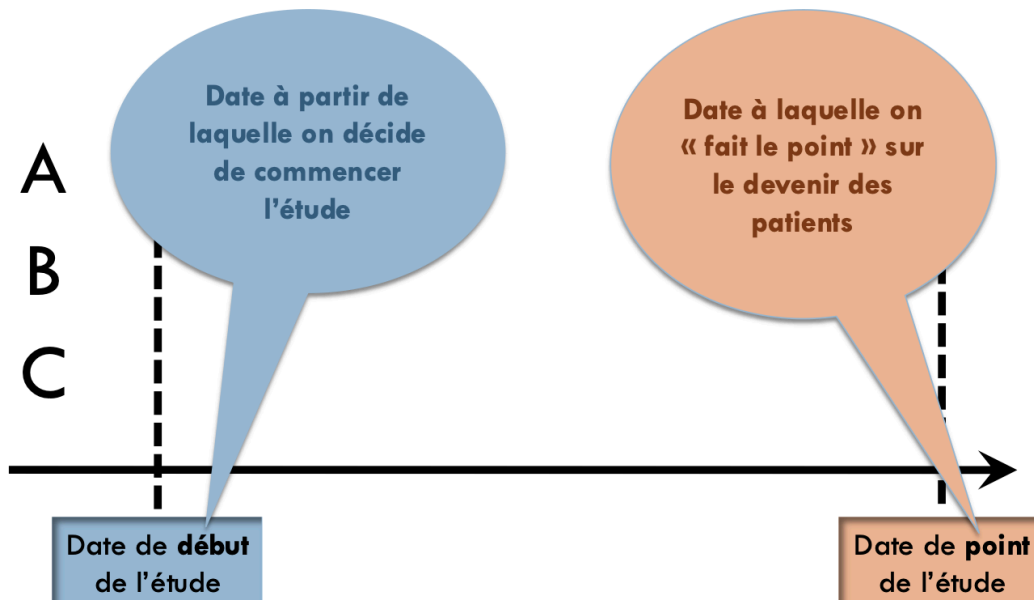 Date à partir de
laquelle on décide
de commencer
l'étude
Date à laquelle on
« fait le point » sur
le devenir des
patients
A
B
C
Date de début
de l'étude
Date de point
de l'étude